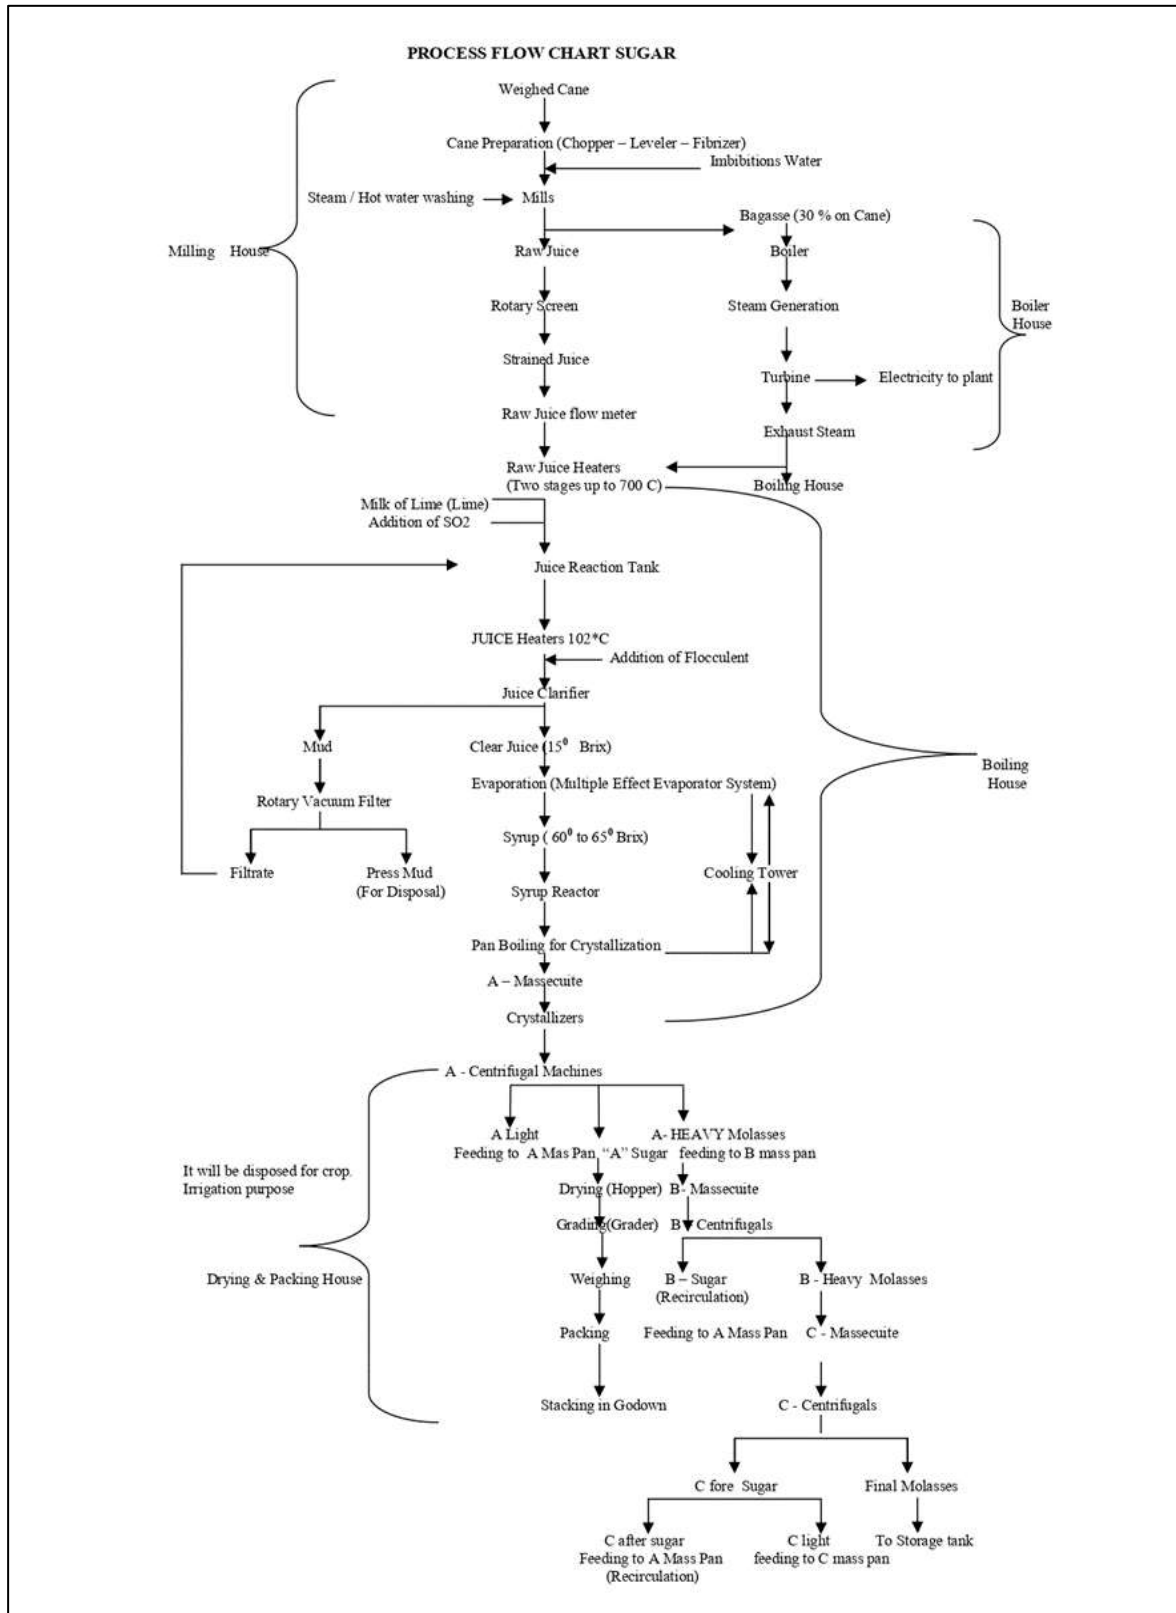 PROCESS FLOW CHART SUGAR
Weighed Cane
Cane Preparation (Chopper – Leveler – Fibrizer)
Imbibitions Water
Steam / Hot water washing
Mills
Bagasse (30 % on Cane)
Milling House
Raw Juice
Boiler
Rotary Screen
Steam Generation
Boiler
House
Strained Juice
Turbine
Electricity to plant
Raw Juice flow meter
Exhaust Steam
Raw Juice Heaters
(Two stages up to 700 C)
Boiling House
Milk of Lime (Lime)
Addition of SO2
Juice Reaction Tank
JUICE Heaters 102*C
Addition of Flocculent
Juice Clarifier
Mud
Clear Juice (15⁰ Brix)
Boiling
House
Evaporation (Multiple Effect Evaporator System)
Rotary Vacuum Filter
Syrup ( 60⁰ to 65⁰ Brix)
Filtrate
Press Mud
(For Disposal)
Cooling Tower
Syrup Reactor
Pan Boiling for Crystallization
A – Massecuite
Crystallizers
A - Centrifugal Machines
A Light
A- HEAVY Molasses
Feeding to A Mas Pan, “A” Sugar feeding to B mass pan
It will be disposed for crop.
Irrigation purpose
Drying (Hopper) B- Massecuite
Grading(Grader) B - Centrifugals
Drying & Packing House
Weighing
B – Sugar
(Recirculation)
B - Heavy Molasses
Packing
Feeding to A Mass Pan
C - Massecuite
Stacking in Godown
C - Centrifugals
C fore Sugar
Final Molasses
C after sugar
Feeding to A Mass Pan
(Recirculation)
C light
feeding to C mass pan
To Storage tank